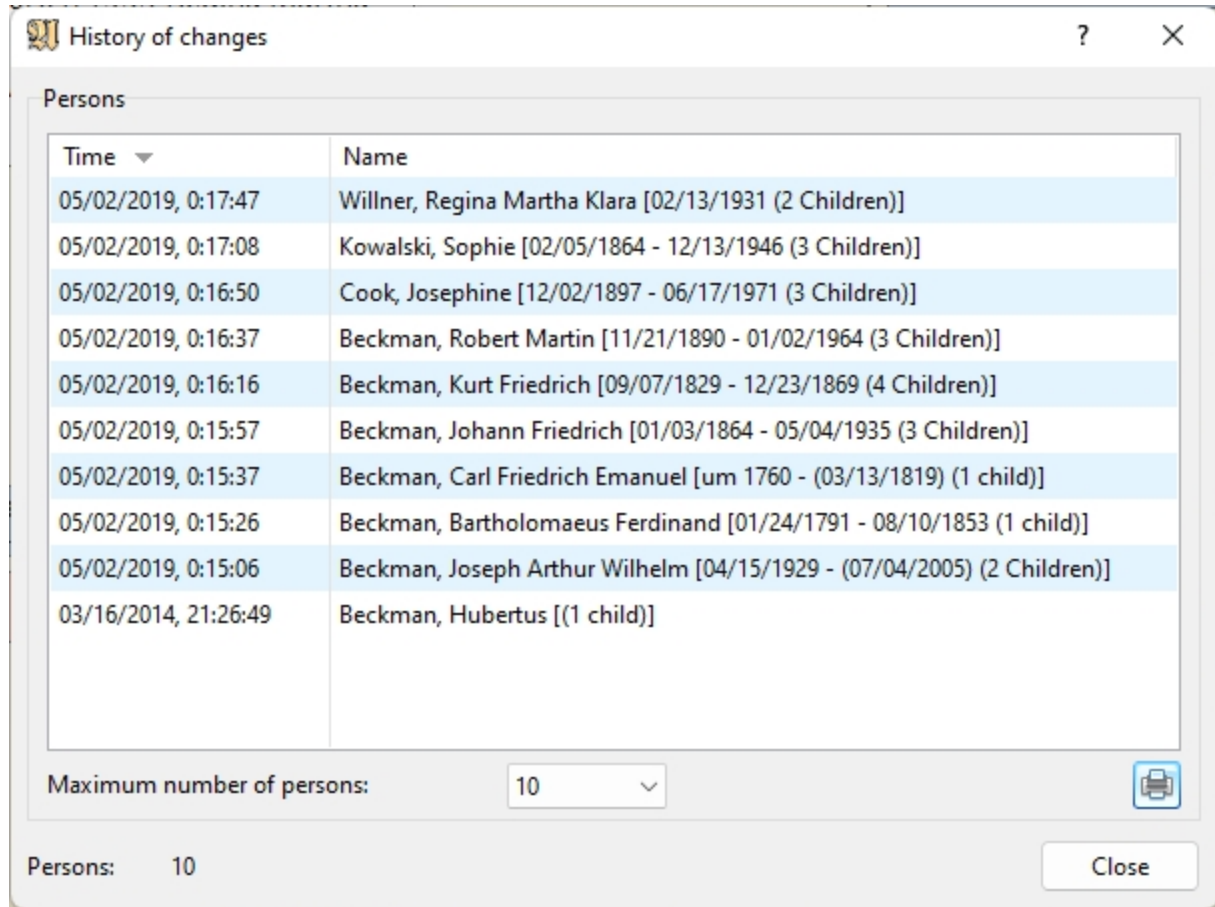 History of changes
?
Persons
Time Name
05/02/2019, 0:17:47 Willner, Regina Martha Klara [02/13/1931 (2 Children)]
05/02/2019, 0:17:08 Kowalski, Sophie [02/05/1864 - 12/13/1946 (3 Children)]
05/02/2019, 0:16:50 Cook, Josephine [12/02/1897 - 06/17/1971 (3 Children)]
05/02/2019, 0:16:37 Beckman, Robert Martin [11/21/1890 - 01/02/1964 (3 Children)]
05/02/2019, 0:16:16 Beckman, Kurt Friedrich [09/07/1829 - 12/23/1869 (4 Children)]
05/02/2019, 0:15:57 Beckman, Johann Friedrich [01/03/1864 - 05/04/1935 (3 Children)]
05/02/2019, 0:15:37 Beckman, Carl Friedrich Emanuel [um 1760 - (03/13/1819) (1 child)]
05/02/2019, 0:15:26 Beckman, Bartholomaeus Ferdinand [01/24/1791 - 08/10/1853 (1 child)]
05/02/2019, 0:15:06 Beckman, Joseph Arthur Wilhelm [04/15/1929 - (07/04/2005) (2 Children)]
03/16/2014, 21:26:49 Beckman, Hubertus [(1 child)]
Maximum number of persons: 10
Persons: 10
Close